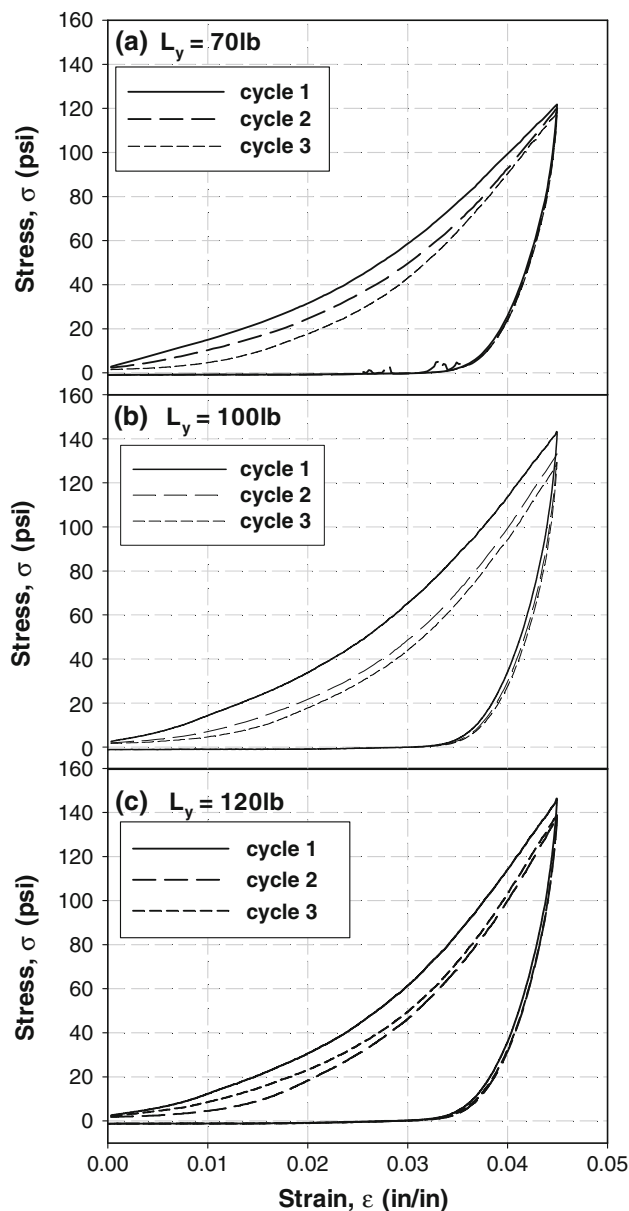 (a) L_y = 70lb
cycle 1
cycle 2
cycle 3
Stress, σ (psi)
160
140
120
100
80
60
40
20
0
(b) L_y = 100lb
cycle 1
cycle 2
cycle 3
Stress, σ (psi)
160
140
120
100
80
60
40
20
0
(c) L_y = 120lb
cycle 1
cycle 2
cycle 3
Stress, σ (psi)
160
140
120
100
80
60
40
20
0
0.00 0.01 0.02 0.03 0.04 0.05
Strain, ε (in/in)